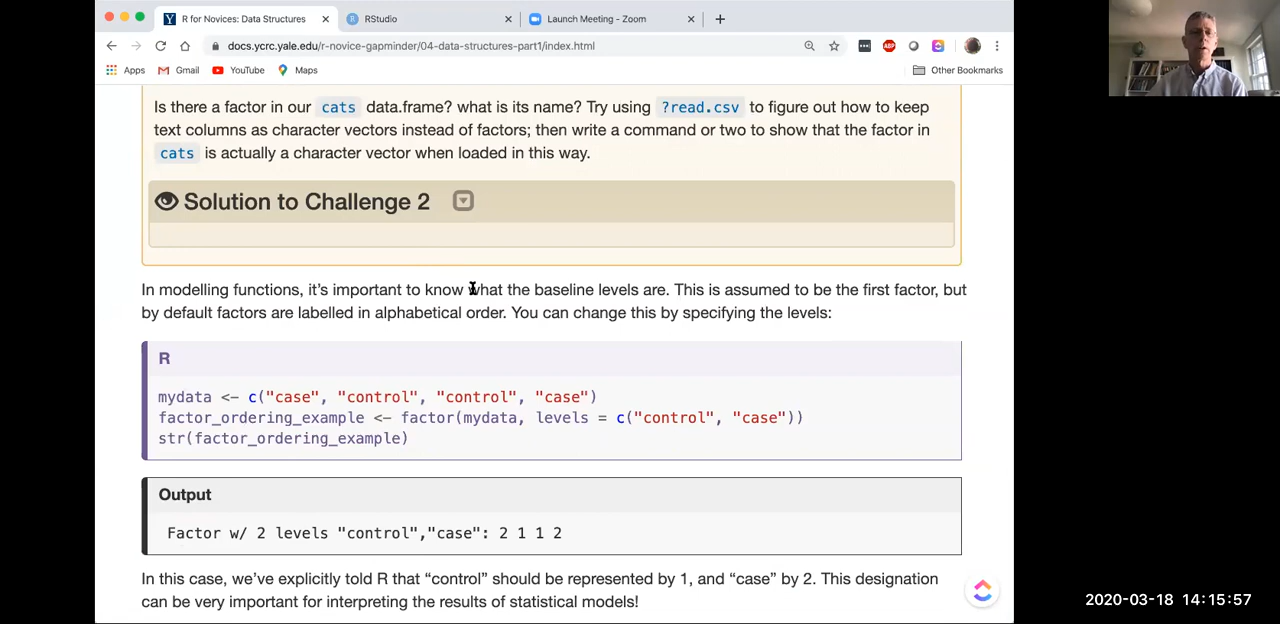 R for Novices: Data Structures
RStudio
Launch Meeting - Zoom
docs.ycrc.yale.edu/r-novice-gapminder/04-data-structures-part1/index.html
ABP
Apps
Gmail
YouTube
Maps
Other Bookmarks
Is there a factor in our cats data.frame? what is its name? Try using ?read.csv to figure out how to keep
text columns as character vectors instead of factors; then write a command or two to show that the factor in
cats is actually a character vector when loaded in this way.
Solution to Challenge 2
In modelling functions, it's important to know what the baseline levels are. This is assumed to be the first factor, but
by default factors are labelled in alphabetical order. You can change this by specifying the levels:
R
mydata <- c("case", "control", "control", "case")
factor_ordering_example <- factor(mydata, levels = c("control", "case"))
str(factor_ordering_example)
Output
Factor w/ 2 levels "control","case": 2 1 1 2
In this case, we've explicitly told R that “control” should be represented by 1, and “case” by 2. This designation
can be very important for interpreting the results of statistical models!
2020-03-18 14:15:57